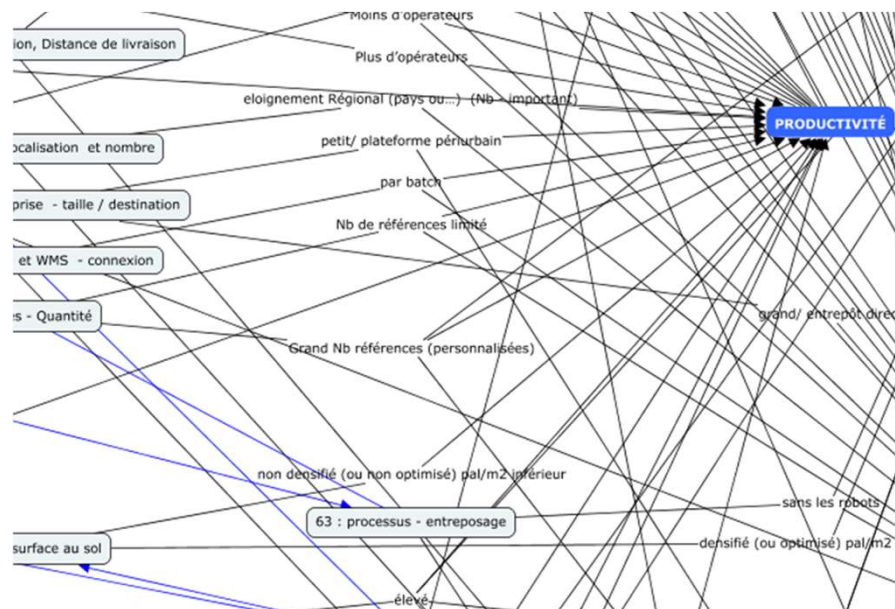 Moins d'opérateurs
ion, Distance de livraison
Plus d'opérateurs
eloignement Régional (pays ou...) (Nb - important)
PRODUCTIVITÉ
ocalisation et nombre
petit/ plateforme périurbain
par batch
prise - taille / destination
Nb de références limité
et WMS - connexion
es - Quantité
grand/ entrepôt direc
Grand Nb références (personnalisées)
non densifié (ou non optimisé) pal/m2 inférieur
sans les robots
63 : processus - entreposage
surface au sol
densifié (ou optimisé) pal/m2
élevé